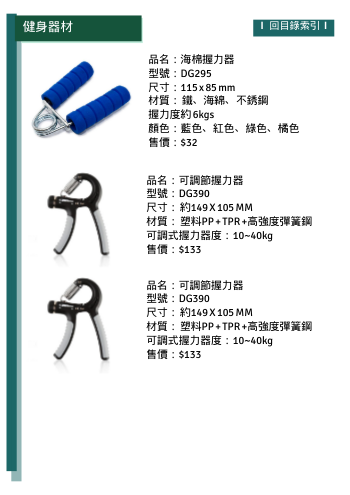 健身器材
I 回目錄索引 I
品名：海棉握力器
型號：DG295
尺寸：115 x 85 mm
材質： 鐵、海綿、不銹鋼
握力度約 6kgs
顏色：藍色、紅色、綠色、橘色
售價：$32
品名：可調節握力器
型號：DG390
尺寸： 約149 X 105 MM
材質： 塑料PP + TPR +高強度彈簧鋼
可調式握力器度：10~40kg
售價：$133
品名：可調節握力器
型號：DG390
尺寸： 約149 X 105 MM
材質： 塑料PP + TPR +高強度彈簧鋼
可調式握力器度：10~40kg
售價：$133